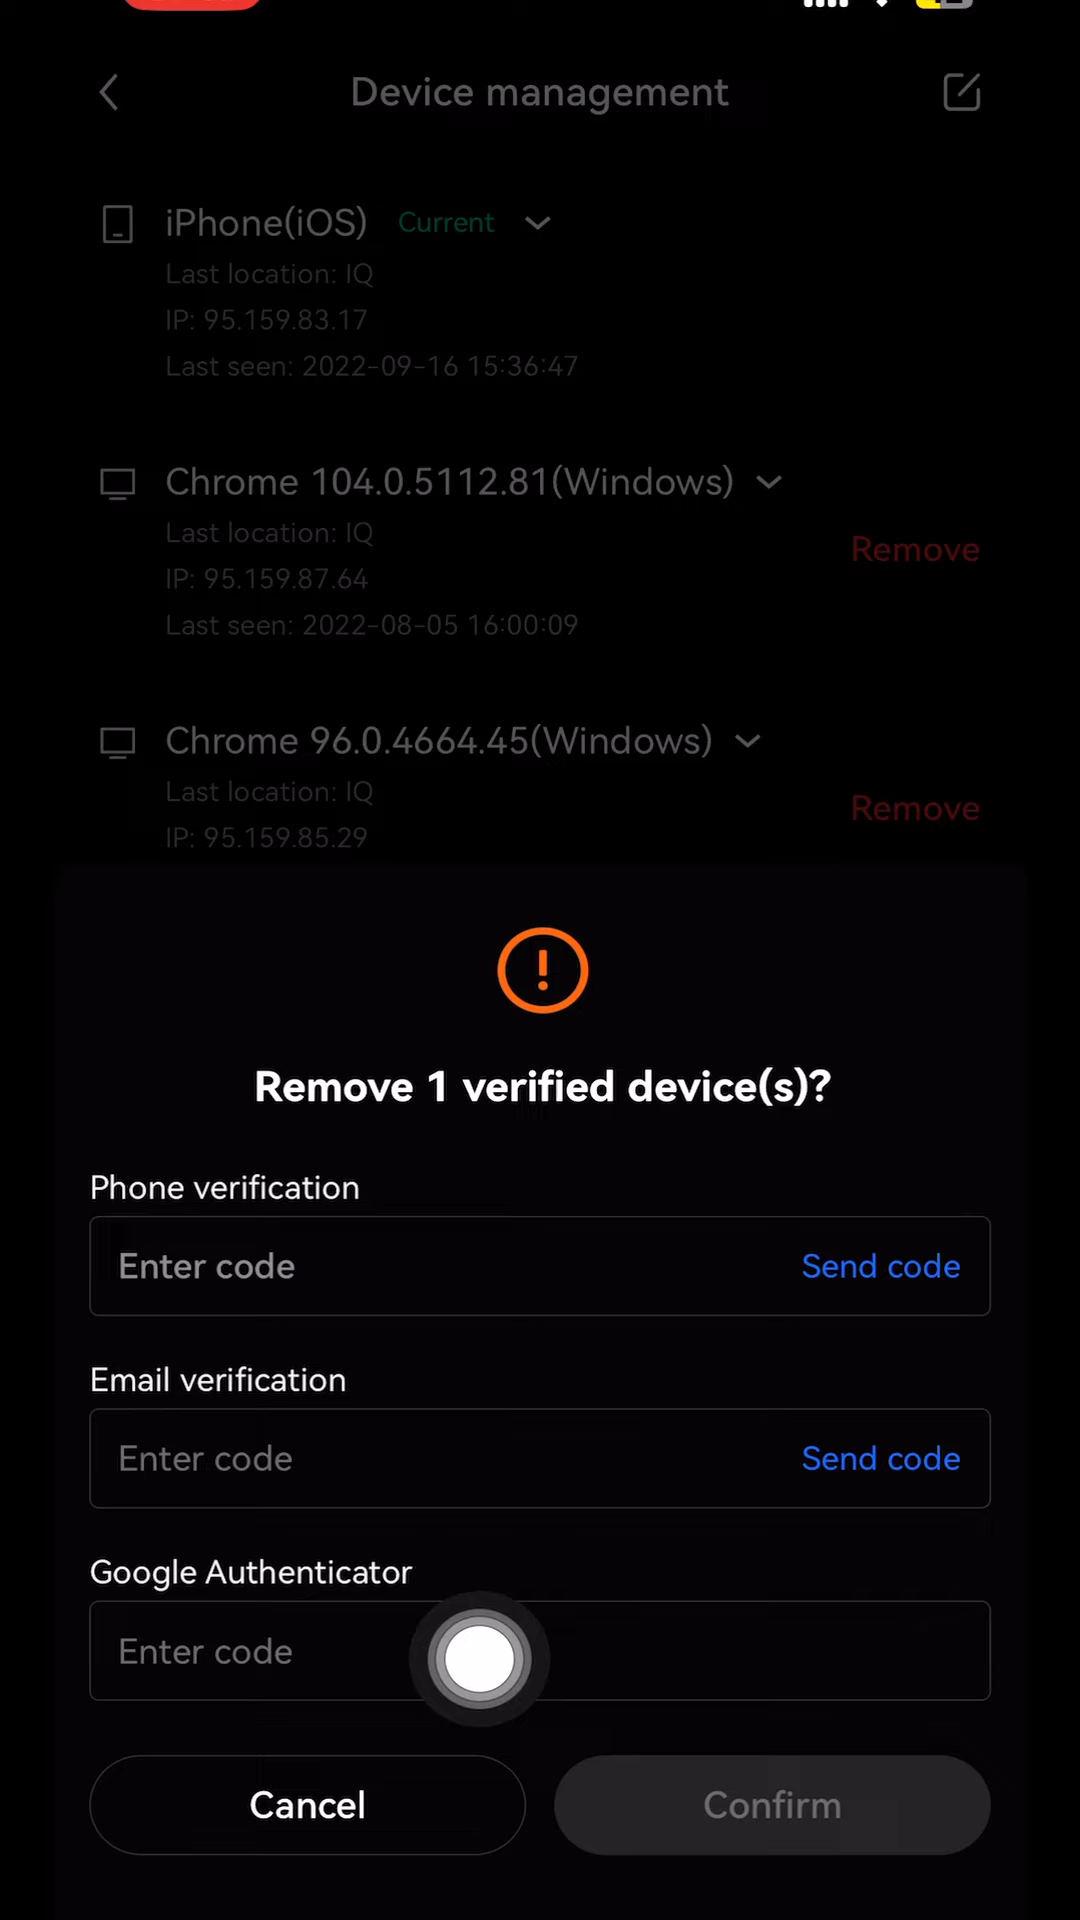 Device management
iPhone(iOS) Current
Last location: IQ
IP: 95.159.83.17
Last seen: 2022-09-16 15:36:47
Chrome 104.0.5112.81(Windows)
Last location: IQ
Remove
IP: 95.159.87.64
Last seen: 2022-08-05 16:00:09
Chrome 96.0.4664.45(Windows)
Last location: IQ
Remove
IP: 95.159.85.29
Remove 1 verified device(s)?
Phone verification
Enter code Send code
Email verification
Enter code Send code
Google Authenticator
Enter code
Cancel Confirm